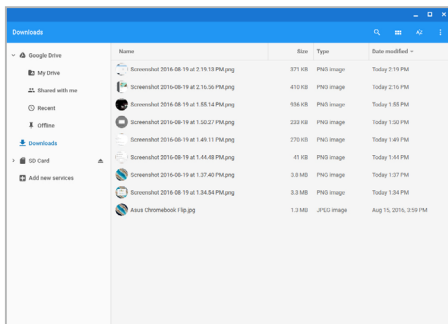 Downloads
Google Drive
My Drive
Shared with me
Recent
Offline
Downloads
SD Card
Add new services
Name Size Type Date modified
Screenshot 2016-08-19 at 2.19.13 PM.png 371 KB PNG image Today 2:19 PM
Screenshot 2016-08-19 at 2.16.56 PM.png 410 KB PNG image Today 2:16 PM
Screenshot 2016-08-19 at 1.55.14 PM.png 936 KB PNG image Today 1:55 PM
Screenshot 2016-08-19 at 1.50.27 PM.png 233 KB PNG image Today 1:50 PM
Screenshot 2016-08-19 at 1.49.11 PM.png 270 KB PNG image Today 1:49 PM
Screenshot 2016-08-19 at 1.44.48 PM.png 41 KB PNG image Today 1:44 PM
Screenshot 2016-08-19 at 1.37.40 PM.png 3.8 MB PNG image Today 1:37 PM
Screenshot 2016-08-19 at 1.34.54 PM.png 3.3 MB PNG image Today 1:34 PM
Asus Chromebook Flip.jpg 1.3 MB JPEG image Aug 15, 2016, 3:59 PM